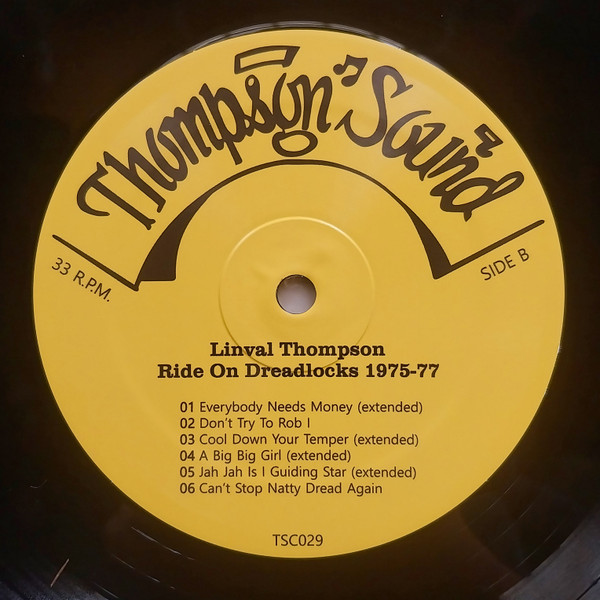 Thompson Sound
33 R.P.M.
SIDE B
Linval Thompson
Ride On Dreadlocks 1975-77
01 Everybody Needs Money (extended)
02 Don't Try To Rob I
03 Cool Down Your Temper (extended)
04 A Big Big Girl (extended)
05 Jah Jah Is I Guiding Star (extended)
06 Can't Stop Natty Dread Again
TSC029